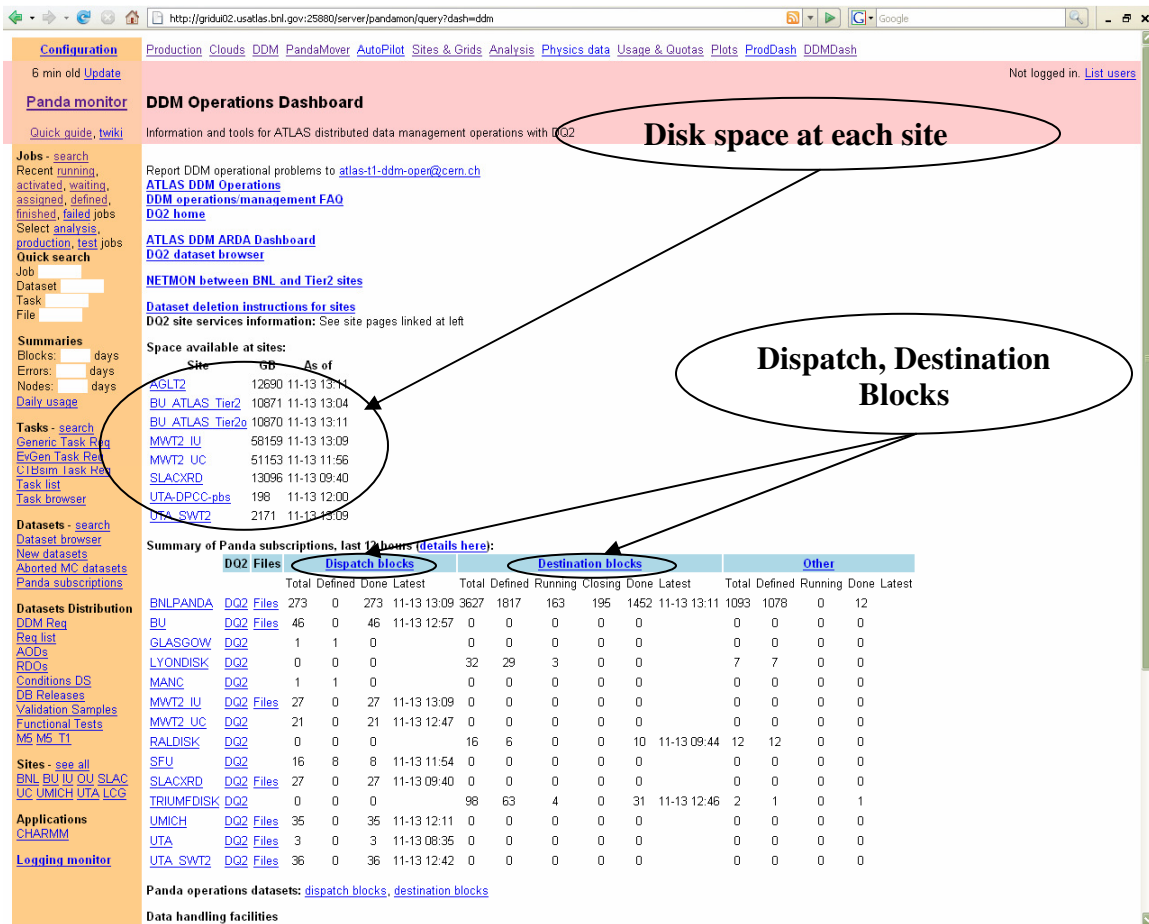 http://gridui02.usatlas.bnl.gov:25880/server/pandamon/query?dash=ddm
Google
Configuration
Production Clouds DDM PandaMover AutoPilot Sites & Grids Analysis Physics data Usage & Quotas Plots ProdDash DDMDash
6 min old Update
Not logged in. List users
Panda monitor
DDM Operations Dashboard
Quick guide, twiki
Information and tools for ATLAS distributed data management operations with DQ2
Disk space at each site
Jobs - search
Recent running,
activated, waiting,
assigned, defined,
finished, failed jobs
Select analysis,
production, test jobs
Quick search
Job
Dataset
Task
File
Summaries
Blocks: days
Errors: days
Nodes: days
Daily usage
Tasks - search
Generic Task Req
EvGen Task Req
CTBsim Task Req
Task list
Task browser
Datasets - search
Dataset browser
New datasets
Aborted MC datasets
Panda subscriptions
Datasets Distribution
DDM Req
Req list
AODs
RDOs
Conditions DS
DB Releases
Validation Samples
Functional Tests
M5 M5_T1
Sites - see all
BNL BU IU OU SLAC
UC UMICH UTA LCG
Applications
CHARMM
Logging monitor
Report DDM operational problems to atlas-t1-ddm-oper@cern.ch
ATLAS DDM Operations
DDM operations/management FAQ
DQ2 home
ATLAS DDM ARDA Dashboard
DQ2 dataset browser
NETMON between BNL and Tier2 sites
Dataset deletion instructions for sites
DQ2 site services information: See site pages linked at left
Space available at sites:
Site GB As of
AGLT2 12690 11-13 13:11
BU_ATLAS_Tier2 10871 11-13 13:04
BU_ATLAS_Tier2o 10870 11-13 13:11
MWT2_IU 58159 11-13 13:09
MWT2_UC 51153 11-13 11:56
SLACXRD 13096 11-13 09:40
UTA-DPCC-pbs 198 11-13 12:00
UTA_SWT2 2171 11-13 13:09
Dispatch, Destination
Blocks
Summary of Panda subscriptions, last 12 hours (details here):
DQ2 Files Dispatch blocks Destination blocks Other
Total Defined Done Latest Total Defined Running Closing Done Latest Total Defined Running Done Latest
BNLPANDA DQ2 Files 273 0 273 11-13 13:09 3627 1817 163 195 1452 11-13 13:11 1093 1078 0 12
BU DQ2 Files 46 0 46 11-13 12:57 0 0 0 0 0 0 0 0 0
GLASGOW DQ2 1 1 0 0 0 0 0 0 0 0 0 0
LYONDISK DQ2 0 0 0 32 29 3 0 0 7 7 0 0
MANC DQ2 1 1 0 0 0 0 0 0 0 0 0 0
MWT2_IU DQ2 Files 27 0 27 11-13 13:09 0 0 0 0 0 0 0 0 0
MWT2_UC DQ2 21 0 21 11-13 12:47 0 0 0 0 0 0 0 0 0
RALDISK DQ2 0 0 0 16 6 0 0 10 11-13 09:44 12 12 0 0
SFU DQ2 16 8 8 11-13 11:54 0 0 0 0 0 0 0 0 0
SLACXRD DQ2 Files 27 0 27 11-13 09:40 0 0 0 0 0 0 0 0 0
TRIUMFDISK DQ2 0 0 0 98 63 4 0 31 11-13 12:46 2 1 0 1
UMICH DQ2 Files 35 0 35 11-13 12:11 0 0 0 0 0 0 0 0 0
UTA DQ2 Files 3 0 3 11-13 08:35 0 0 0 0 0 0 0 0 0
UTA_SWT2 DQ2 Files 36 0 36 11-13 12:42 0 0 0 0 0 0 0 0 0
Panda operations datasets: dispatch blocks, destination blocks
Data handling facilities